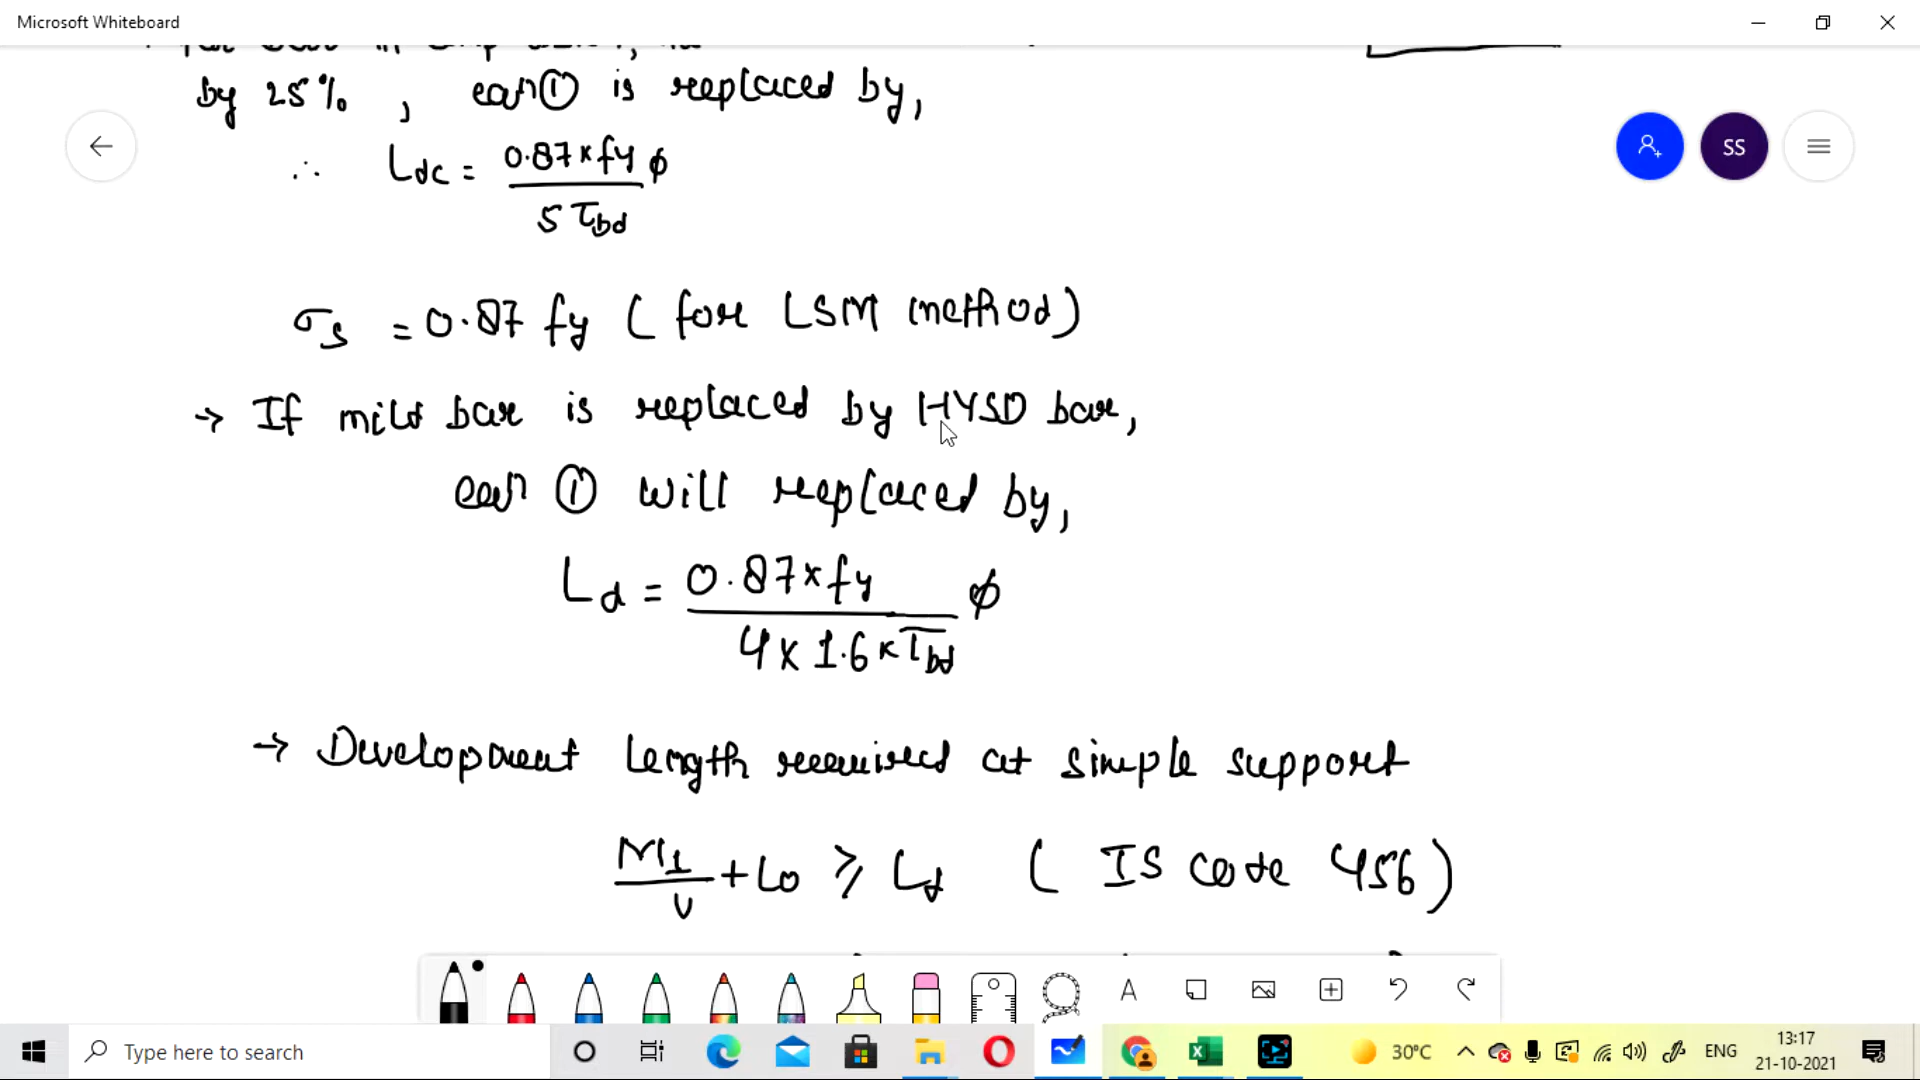 Microsoft Whiteboard
by 25%, eqn ① is replaced by,
∴ Ldc = 0.87×fy ϕ
5 τbd
SS
σs = 0.87 fy ( for LSM method)
→ If mild bar is replaced by HYSD bar,
eqn ① will replaced by,
Ld = 0.87×fy ϕ
4 × 1.6 × τbd
→ Development length required at simple support
M1
V + Lo ≥ Ld ( IS code 456)
A
Type here to search
30°C
ENG
13:17
21-10-2021